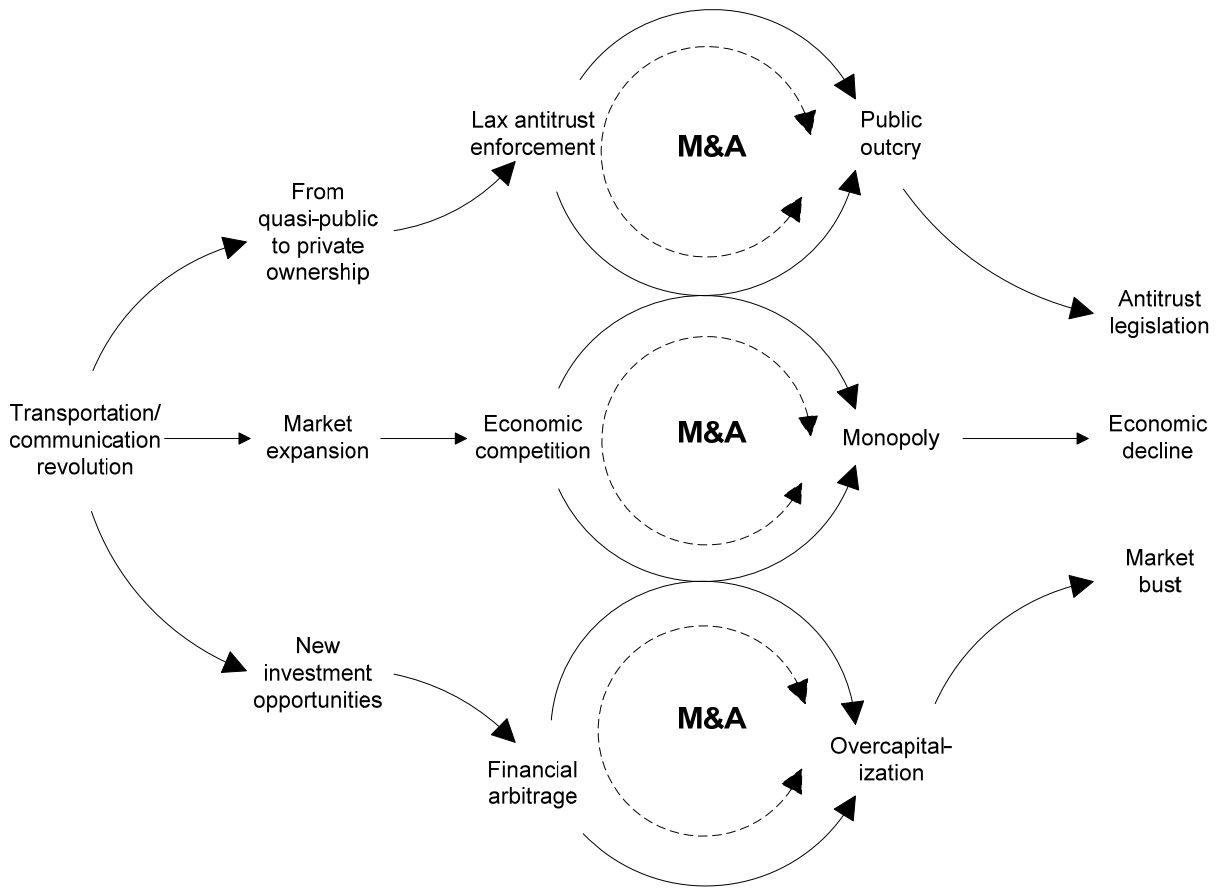 Lax antitrust
enforcement
M&A
Public
outcry
From
quasi-public
to private
ownership
Antitrust
legislation
Transportation/
communication
revolution
Market
expansion
Economic
competition
M&A
Monopoly
Economic
decline
Market
bust
New
investment
opportunities
M&A
Financial
arbitrage
Overcapital-
ization